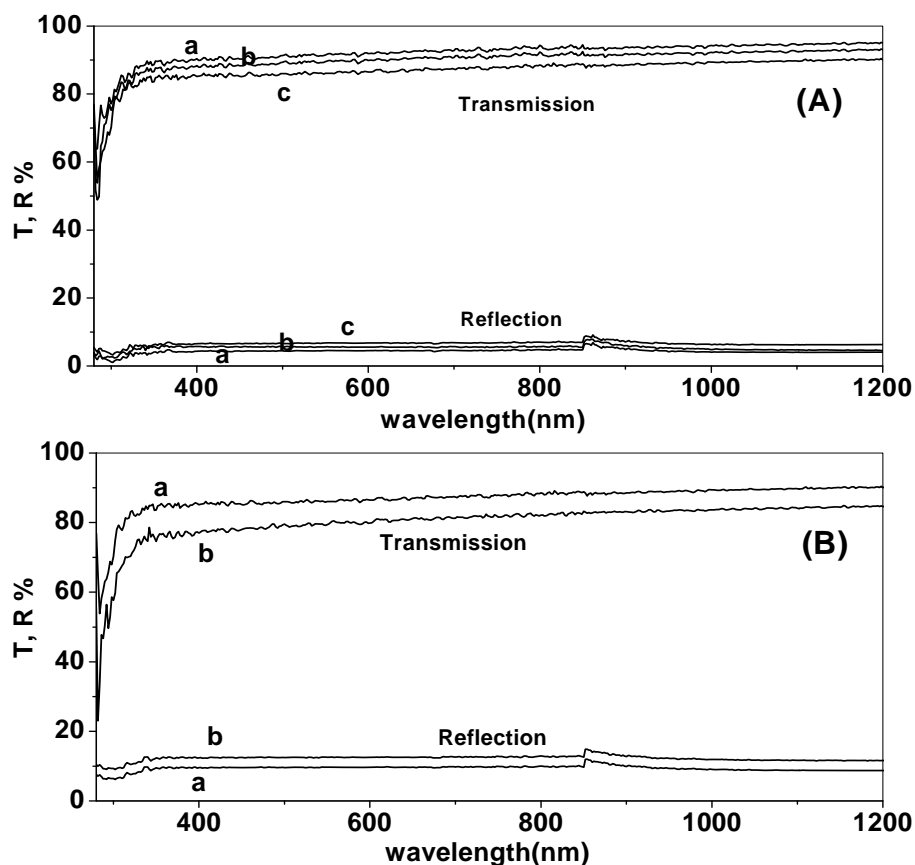 100
80
60
40
20
0
T, R %
a
b
c
Transmission
(A)
Reflection
c
b
a
400
600
800
1000
1200
wavelength(nm)
100
80
60
40
20
0
T, R %
a
b
Transmission
(B)
b
Reflection
a
400
600
800
1000
1200
wavelength(nm)